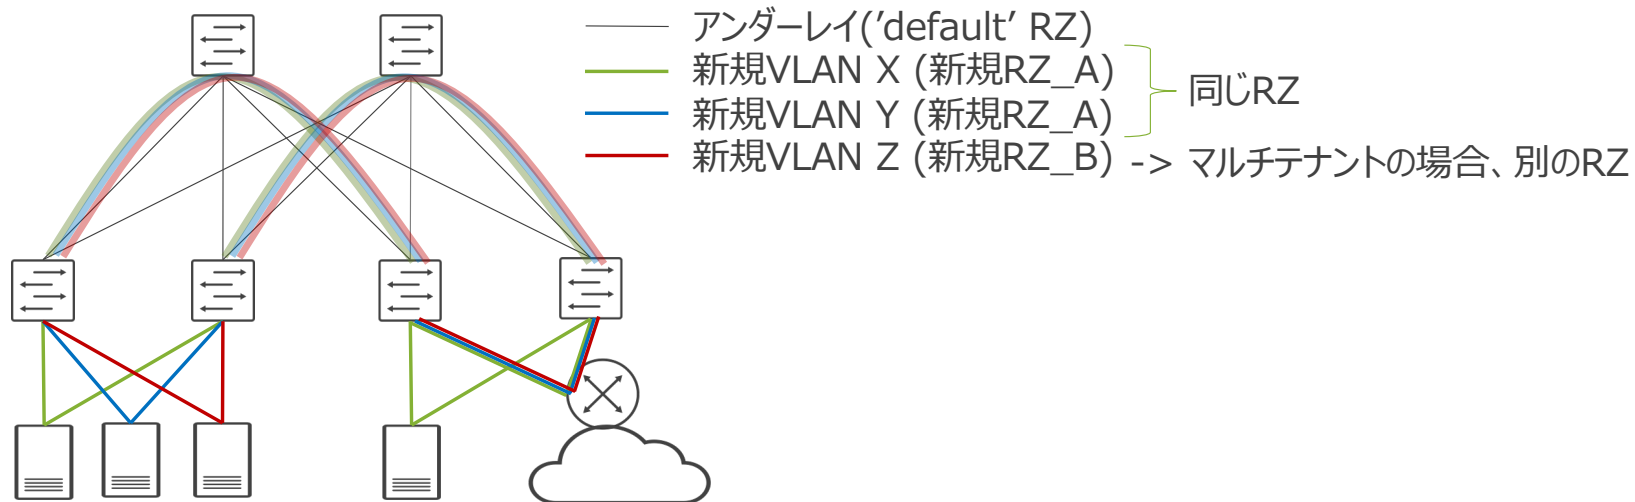 アンダーレイ('default' RZ)
新規VLAN X (新規RZ_A)
新規VLAN Y (新規RZ_A)
同じRZ
新規VLAN Z (新規RZ_B) -> マルチテナントの場合、別のRZ